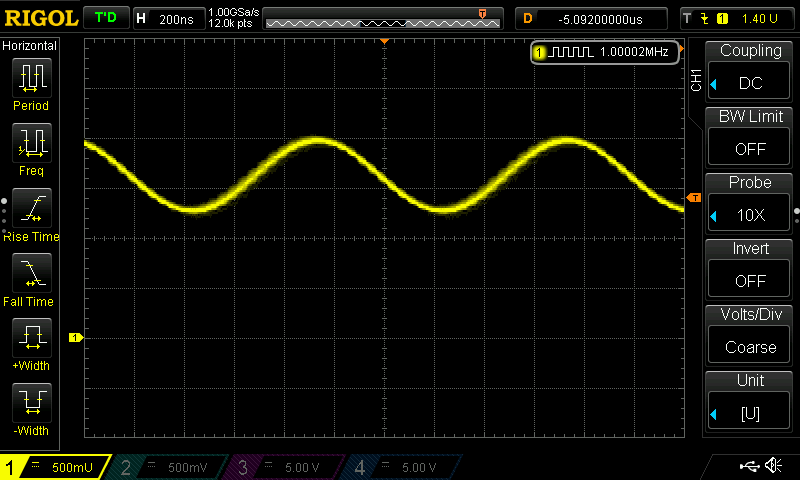 RIGOL T'D H 200ns 1.00GSa/s 12.0k pts D -5.09200000us T 1 1.40 U
Horizontal
Period
Freq
Rise Time
Fall Time
+Width
-Width
1 1.00002MHz
T
1
CH1
Coupling
DC
BW Limit
OFF
Probe
10X
Invert
OFF
Volts/Div
Coarse
Unit
[U]
1 500mU 2 500mV 3 5.00 V 4 5.00 V